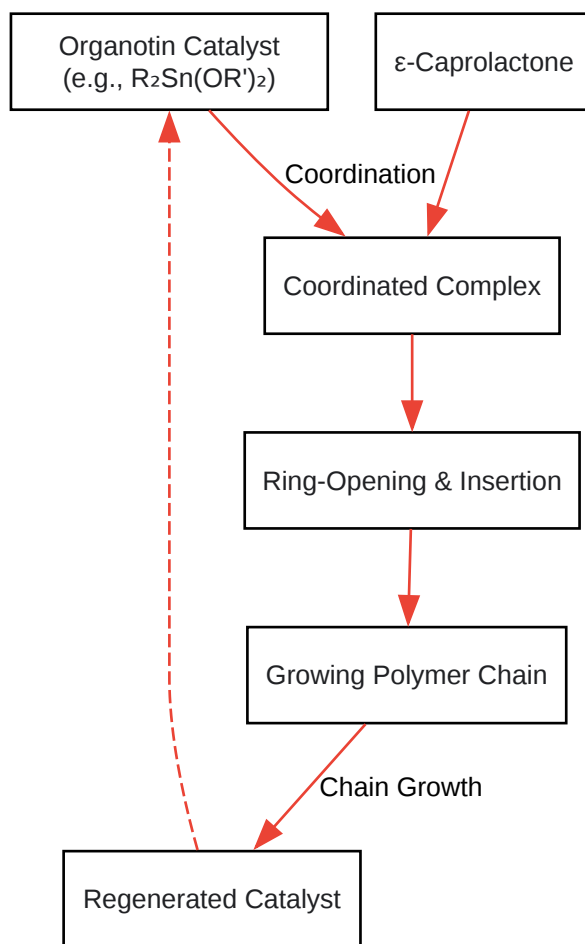 Organotin Catalyst
(e.g., R₂Sn(OR')₂)
ε-Caprolactone
Coordination
Coordinated Complex
Ring-Opening & Insertion
Growing Polymer Chain
Chain Growth
Regenerated Catalyst